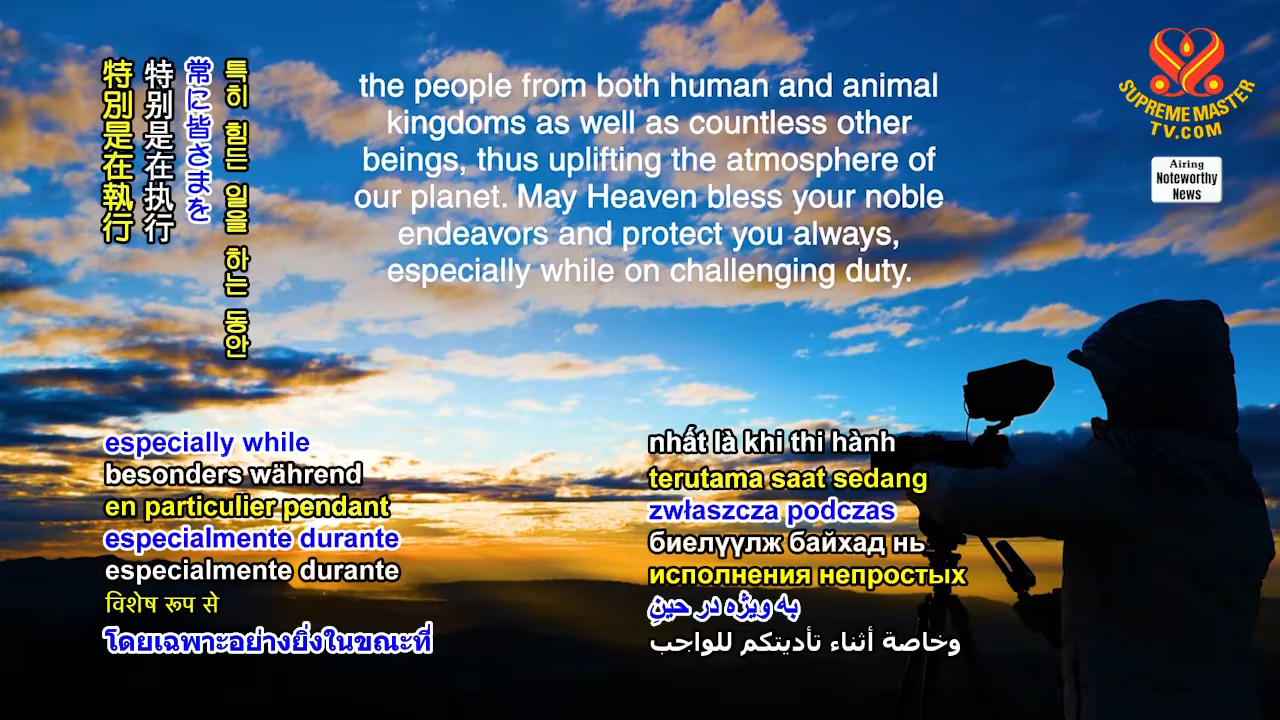 特別是在執行
特别是在执行
常に皆さまを
특히 힘든 일을 하는 동안
the people from both human and animal
kingdoms as well as countless other
beings, thus uplifting the atmosphere of
our planet. May Heaven bless your noble
endeavors and protect you always,
especially while on challenging duty.
SUPREME MASTER
TV.COM
Airing
Noteworthy
News
especially while
besonders während
en particulier pendant
especialmente durante
especialmente durante
विशेष रूप से
โดยเฉพาะอย่างยิ่งในขณะที่
nhất là khi thi hành
terutama saat sedang
zwłaszcza podczas
биелүүлж байхад нь
исполнения непростых
به ویژه در حینِ
وخاصة أثناء تأديتكم للواجب